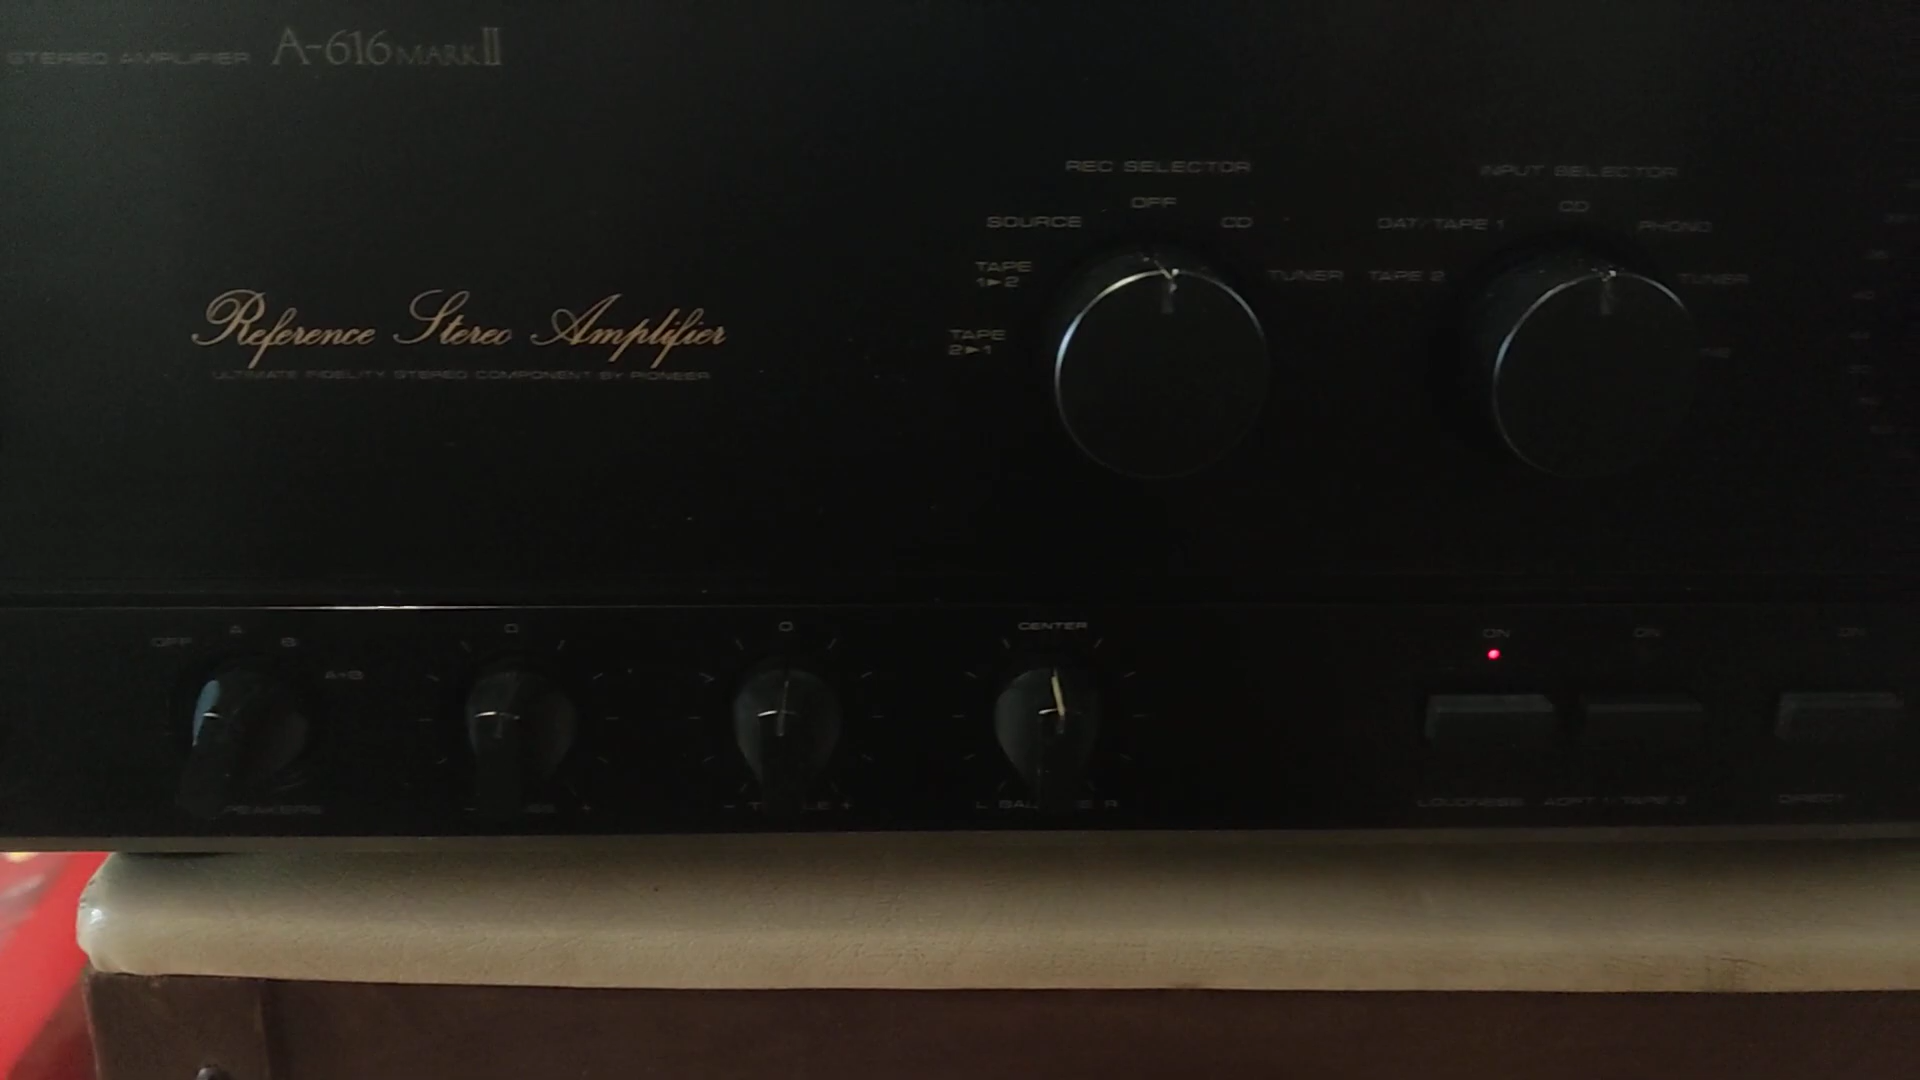 STEREO AMPLIFIER A-616 MARK II
REC SELECTOR
INPUT SELECTOR
OFF
CD
SOURCE
CD
DAT/TAPE 1
PHONO
TAPE
1▶2
TUNER
TAPE 2
TUNER
TAPE
2▶1
Reference Stereo Amplifier
ULTIMATE FIDELITY STEREO COMPONENT BY PIONEER
OFF
A
B
A+B
0
0
CENTER
ON
ON
ON
- +
- +
L R
LOUDNESS
DIRECT